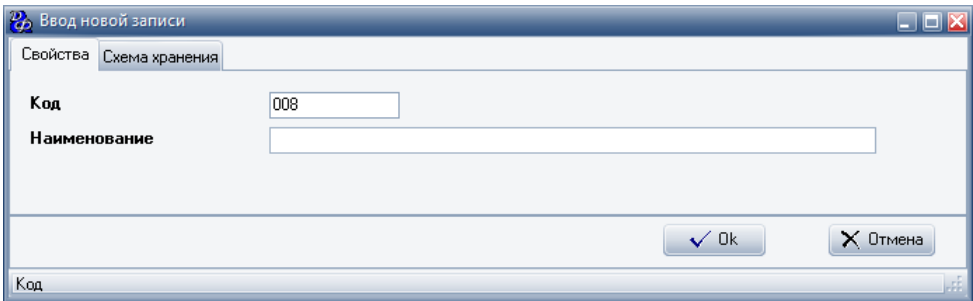 Ввод новой записи
Свойства Схема хранения
Код 008
Наименование
Ok Отмена
Код